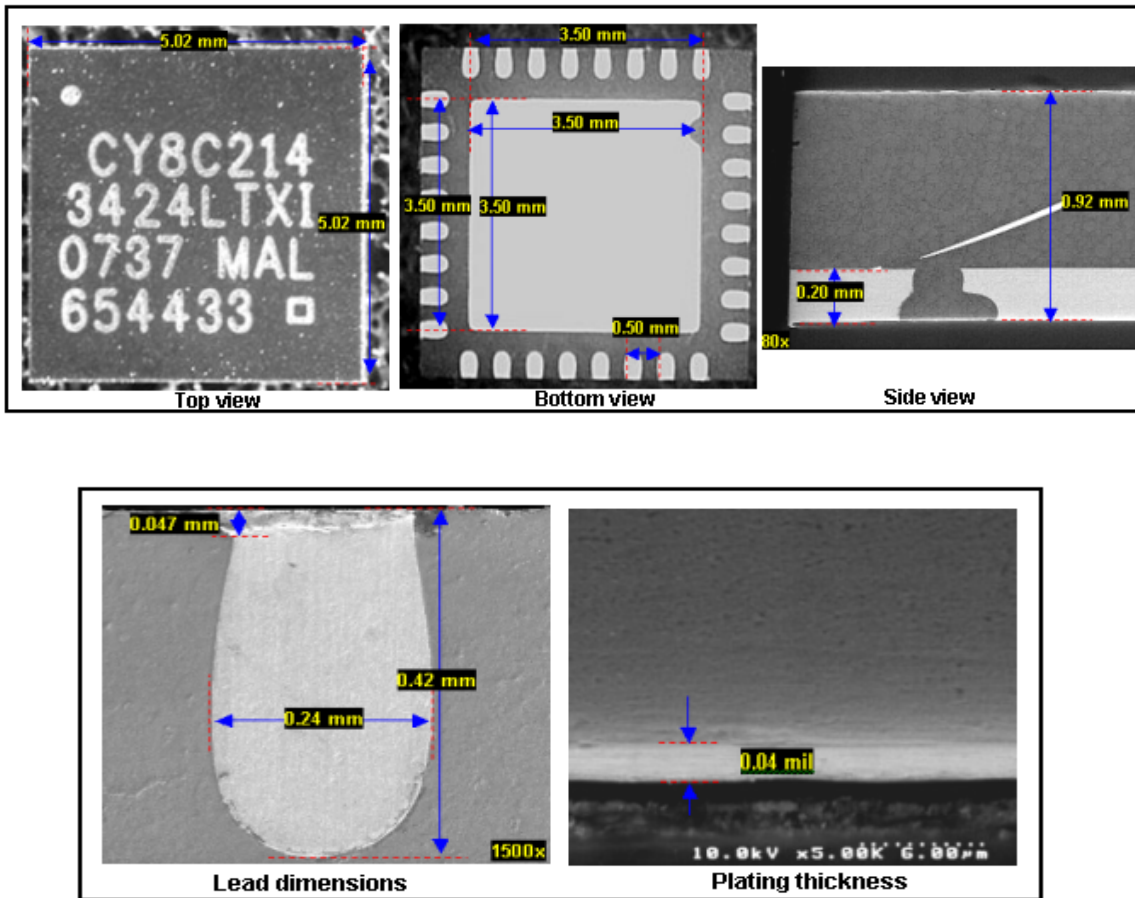 5.02 mm
CY8C214
3424LTXI
0737 MAL
654433
5.02 mm
Top view
3.50 mm
3.50 mm
3.50 mm
3.50 mm
0.50 mm
Bottom view
0.92 mm
0.20 mm
80x
Side view
0.047 mm
0.42 mm
0.24 mm
1500x
Lead dimensions
0.04 mil
10.0kV x5.00K 6.00µm
Plating thickness